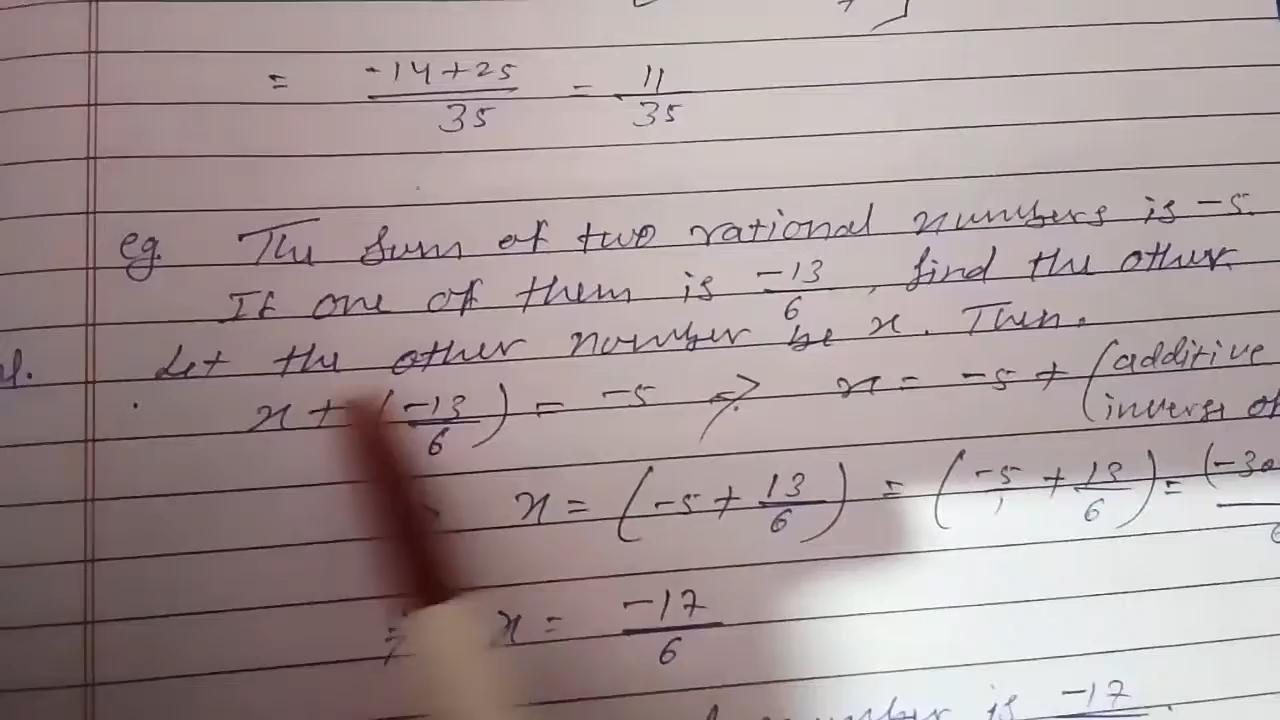 = -14+25/35 = 11/35
eg. The sum of two rational numbers is -5.
If one of them is -13/6, find the other
Let the other number be x. Then.
x + (-13/6) = -5 ⇒ x = -5 + (additive
inverse of
x = (-5 + 13/6) = (-5/1 + 13/6) = (-30
6
⇒ x = -17/6
number is -17